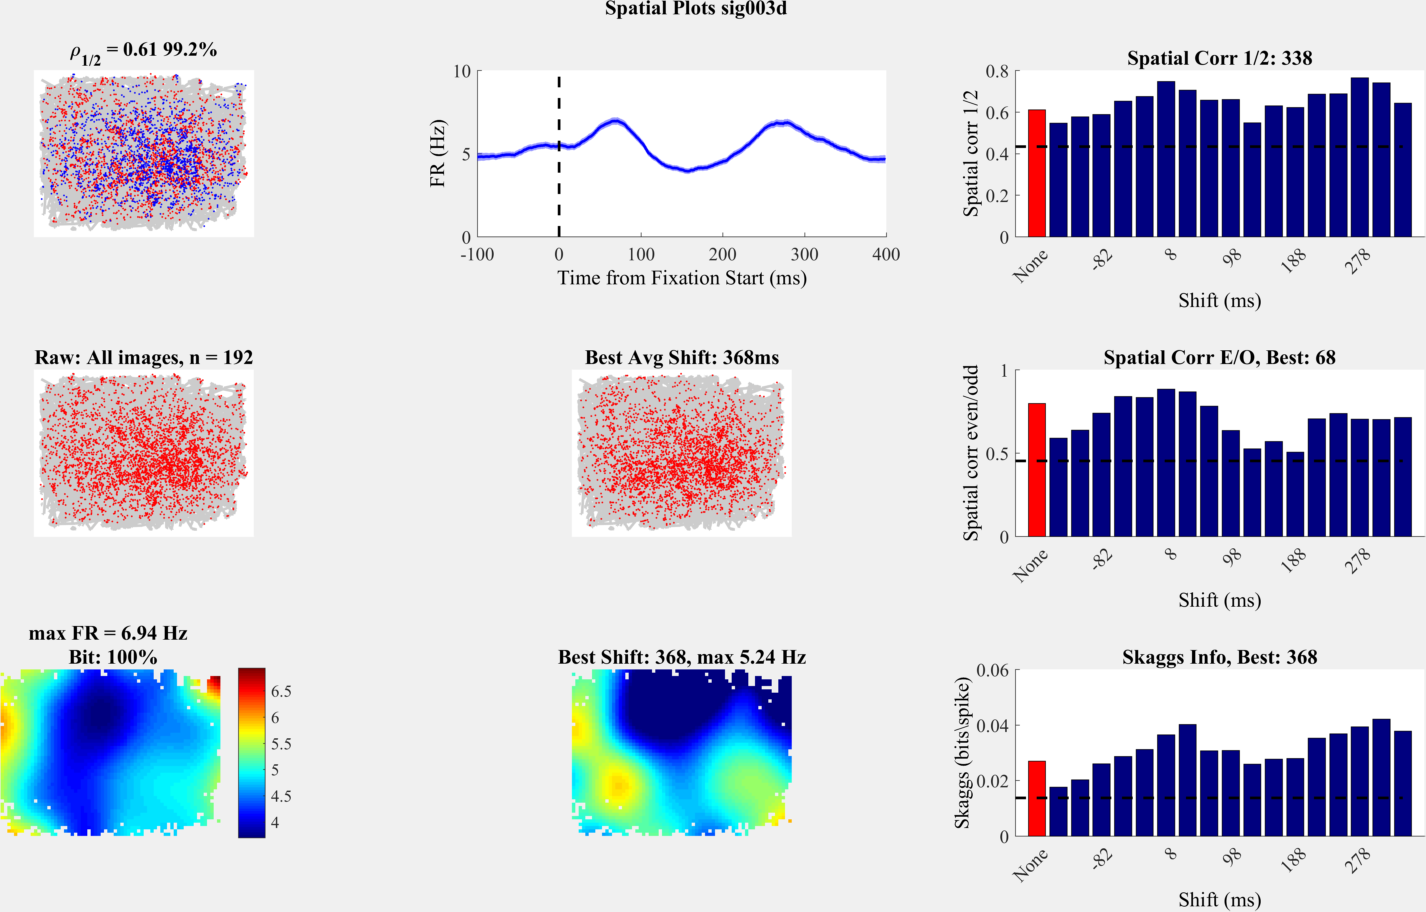 Spatial Plots sig003d
ρ1/2 = 0.61 99.2%
10
5
0
FR (Hz)
-100
0
100
200
300
400
Time from Fixation Start (ms)
Spatial Corr 1/2: 338
0.8
0.6
0.4
0.2
0
Spatial corr 1/2
None
-82
8
98
188
278
Shift (ms)
Raw: All images, n = 192
Best Avg Shift: 368ms
Spatial Corr E/O, Best: 68
1
0.5
0
Spatial corr even/odd
None
-82
8
98
188
278
Shift (ms)
max FR = 6.94 Hz
Bit: 100%
6.5
6
5.5
5
4.5
4
Best Shift: 368, max 5.24 Hz
Skaggs Info, Best: 368
0.06
0.04
0.02
0
Skaggs (bits\spike)
None
-82
8
98
188
278
Shift (ms)